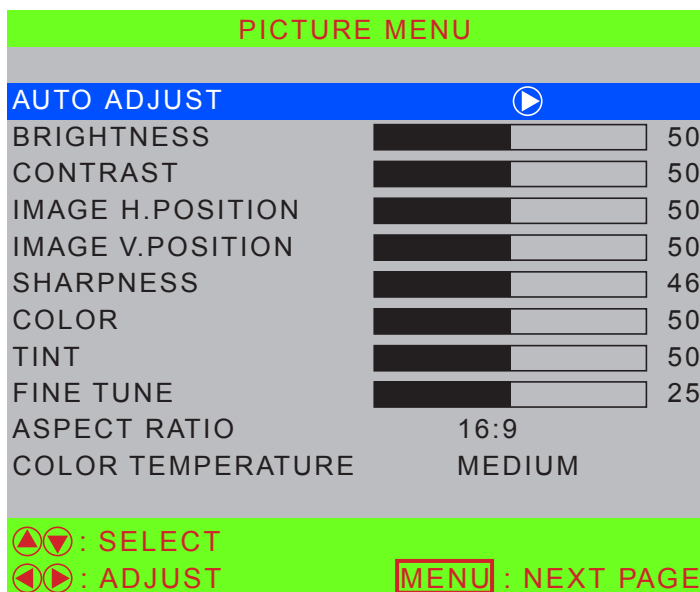 PICTURE MENU
AUTO ADJUST
BRIGHTNESS 50
CONTRAST 50
IMAGE H.POSITION 50
IMAGE V.POSITION 50
SHARPNESS 46
COLOR 50
TINT 50
FINE TUNE 25
ASPECT RATIO 16:9
COLOR TEMPERATURE MEDIUM
: SELECT
: ADJUST MENU : NEXT PAGE